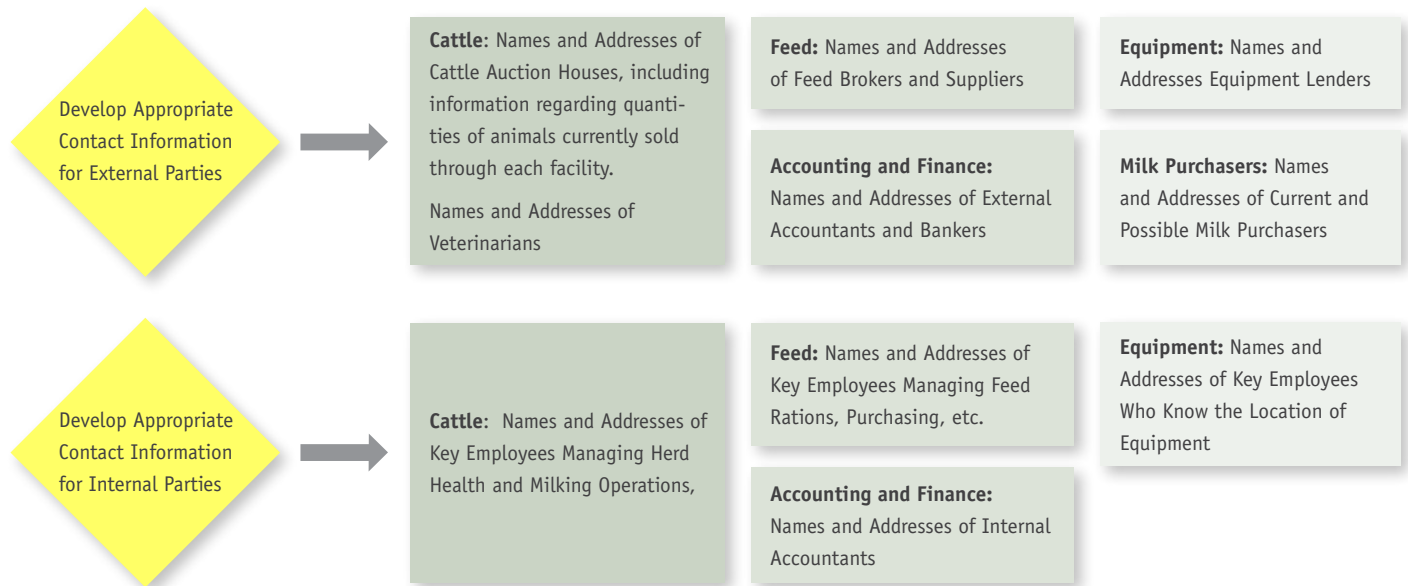 Develop Appropriate
Contact Information
for External Parties
Cattle: Names and Addresses of
Cattle Auction Houses, including
information regarding quanti-
ties of animals currently sold
through each facility.
Names and Addresses of
Veterinarians
Feed: Names and Addresses
of Feed Brokers and Suppliers
Equipment: Names and
Addresses Equipment Lenders
Accounting and Finance:
Names and Addresses of External
Accountants and Bankers
Milk Purchasers: Names
and Addresses of Current and
Possible Milk Purchasers
Develop Appropriate
Contact Information
for Internal Parties
Cattle: Names and Addresses of
Key Employees Managing Herd
Health and Milking Operations,
Feed: Names and Addresses of
Key Employees Managing Feed
Rations, Purchasing, etc.
Equipment: Names and
Addresses of Key Employees
Who Know the Location of
Equipment
Accounting and Finance:
Names and Addresses of Internal
Accountants